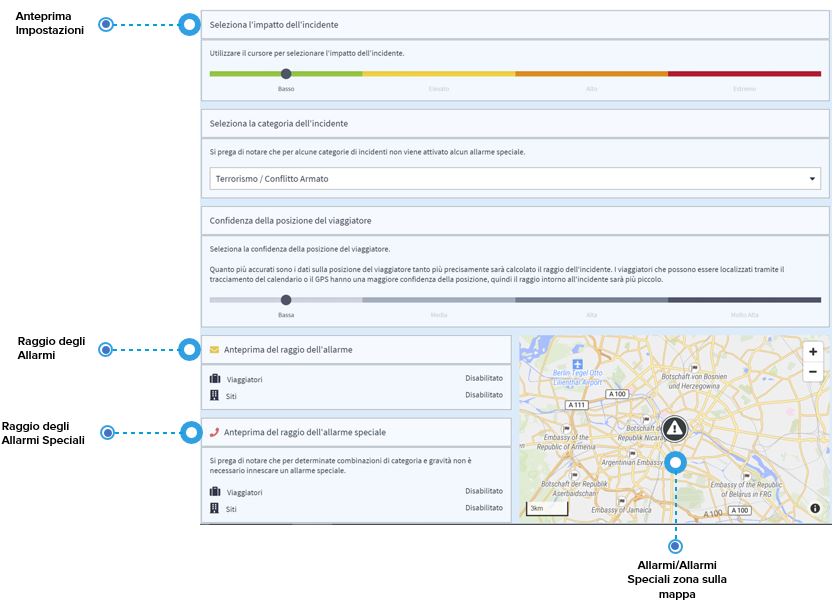 Anteprima
Impostazioni
Seleziona l'impatto dell'incidente
Utilizzare il cursore per selezionare l'impatto dell'incidente.
Basso
Elevato
Alto
Estremo
Seleziona la categoria dell'incidente
Si prega di notare che per alcune categorie di incidenti non viene attivato alcun allarme speciale.
Terrorismo / Conflitto Armato
Confidenza della posizione del viaggiatore
Seleziona la confidenza della posizione del viaggiatore.
Quanto più accurati sono i dati sulla posizione del viaggiatore tanto più precisamente sarà calcolato il raggio dell'incidente. I viaggiatori che possono essere localizzati tramite il
tracciamento del calendario o il GPS hanno una maggiore confidenza della posizione, quindi il raggio intorno all'incidente sarà più piccolo.
Bassa
Media
Alta
Molto Alta
Raggio degli
Allarmi
Anteprima del raggio dell'allarme
Viaggiatori Disabilitato
Siti Disabilitato
Raggio degli
Allarmi Speciali
Anteprima del raggio dell'allarme speciale
Si prega di notare che per determinate combinazioni di categoria e gravità non è
necessario innescare un allarme speciale.
Viaggiatori Disabilitato
Siti Disabilitato
+
−
Berlin-Tegel Otto
Lilienthal Airport
Botschaft von Bosnien
und Herzegowina
A 100
A 111
Embassy of the
Republic of Armenia
Botschaft de
Republik Nicara
Argentinian Embassy
Botschaft der Republik
Aserbaidschan
Embassy of the Republic
of Belarus in FRG
Embassy of Jamaica
A 100
A 100
3km
Allarmi/Allarmi
Speciali zona sulla
mappa